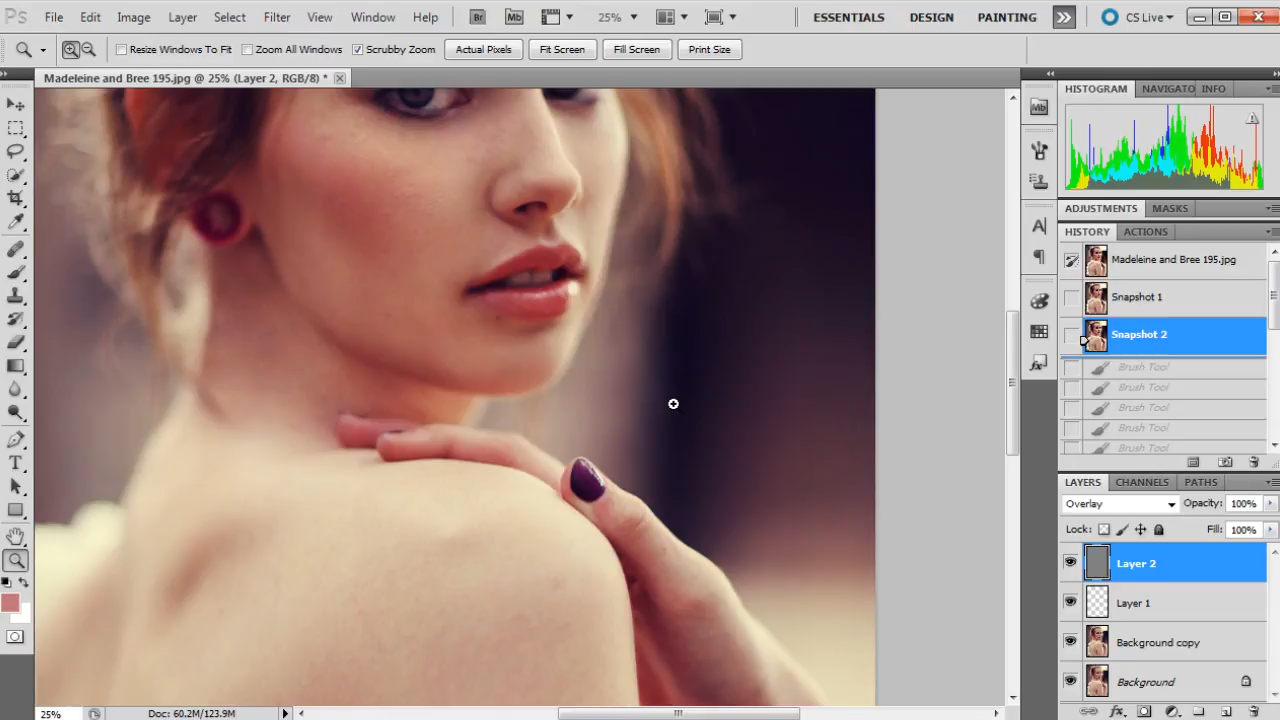 Ps File Edit Image Layer Select Filter View Window Help Br Mb 25% ESSENTIALS DESIGN PAINTING CS Live
Resize Windows To Fit Zoom All Windows Scrubby Zoom Actual Pixels Fit Screen Fill Screen Print Size
Madeleine and Bree 195.jpg @ 25% (Layer 2, RGB/8) *
HISTOGRAM NAVIGATO INFO
Mb
ADJUSTMENTS MASKS
HISTORY ACTIONS
Madeleine and Bree 195.jpg
Snapshot 1
Snapshot 2
Brush Tool
Brush Tool
Brush Tool
Brush Tool
Brush Tool
LAYERS CHANNELS PATHS
Overlay Opacity: 100%
Lock: Fill: 100%
Layer 2
Layer 1
Background copy
Background
25% Doc: 60.2M/123.9M